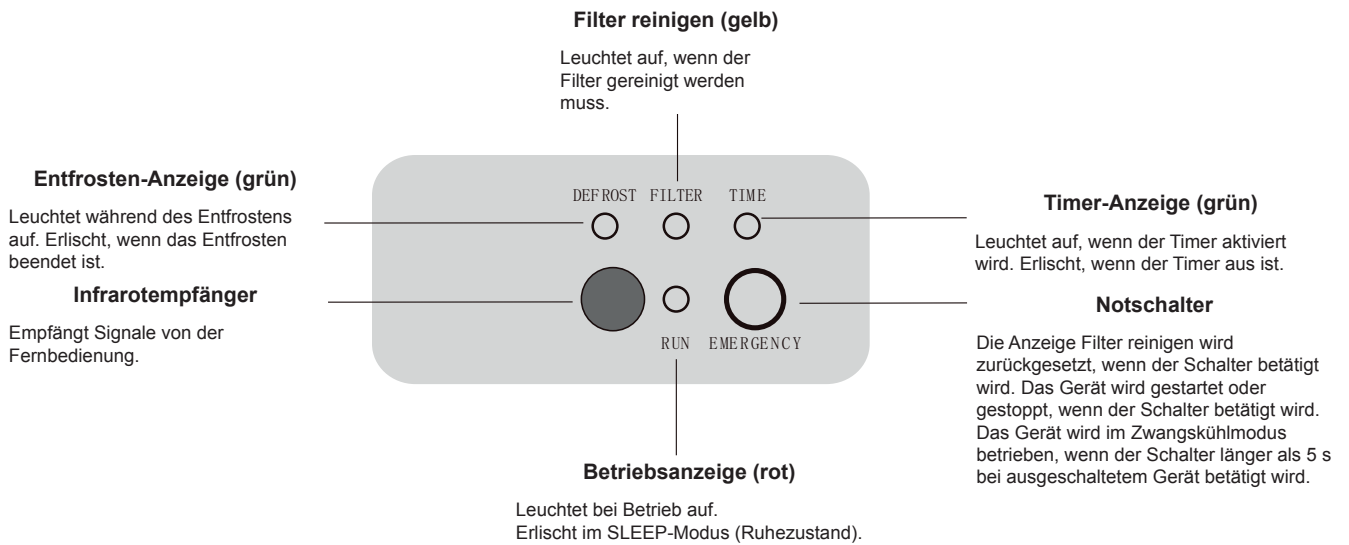 Filter reinigen (gelb)
Leuchtet auf, wenn der
Filter gereinigt werden
muss.
Entfrosten-Anzeige (grün)
Leuchtet während des Entfrostens
auf. Erlischt, wenn das Entfrosten
beendet ist.
Infrarotempfänger
Empfängt Signale von der
Fernbedienung.
DEFROST FILTER TIME
RUN EMERGENCY
Timer-Anzeige (grün)
Leuchtet auf, wenn der Timer aktiviert
wird. Erlischt, wenn der Timer aus ist.
Notschalter
Die Anzeige Filter reinigen wird
zurückgesetzt, wenn der Schalter betätigt
wird. Das Gerät wird gestartet oder
gestoppt, wenn der Schalter betätigt wird.
Das Gerät wird im Zwangskühlmodus
betrieben, wenn der Schalter länger als 5 s
bei ausgeschaltetem Gerät betätigt wird.
Betriebsanzeige (rot)
Leuchtet bei Betrieb auf.
Erlischt im SLEEP-Modus (Ruhezustand).